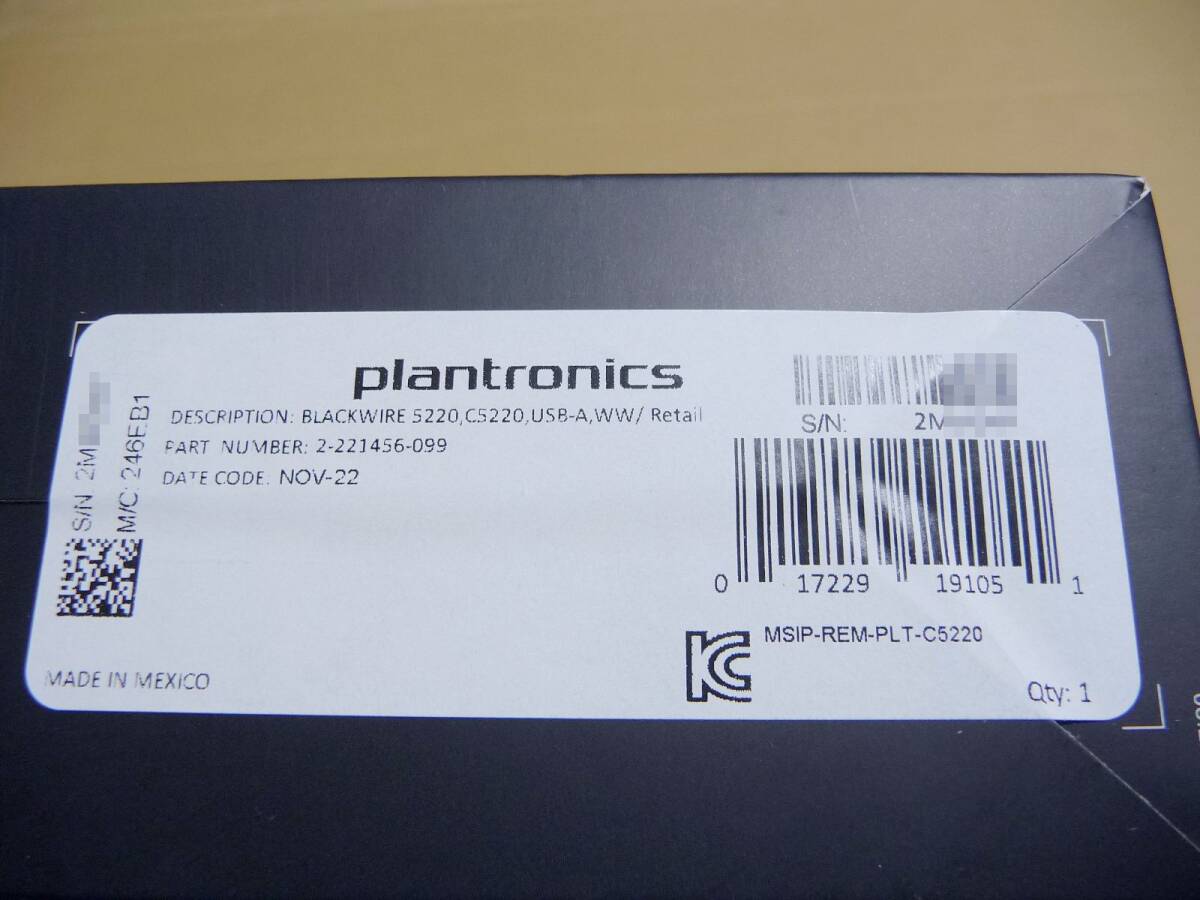 plantronics
DESCRIPTION: BLACKWIRE 5220,C5220,USB-A,WW/ Retail
PART NUMBER: 2-221456-099
DATE CODE: NOV-22
S/N 2M
M/C: 246EB1
S/N: 2M
0 17229 19105 1
MSIP-REM-PLT-C5220
MADE IN MEXICO
Qty: 1